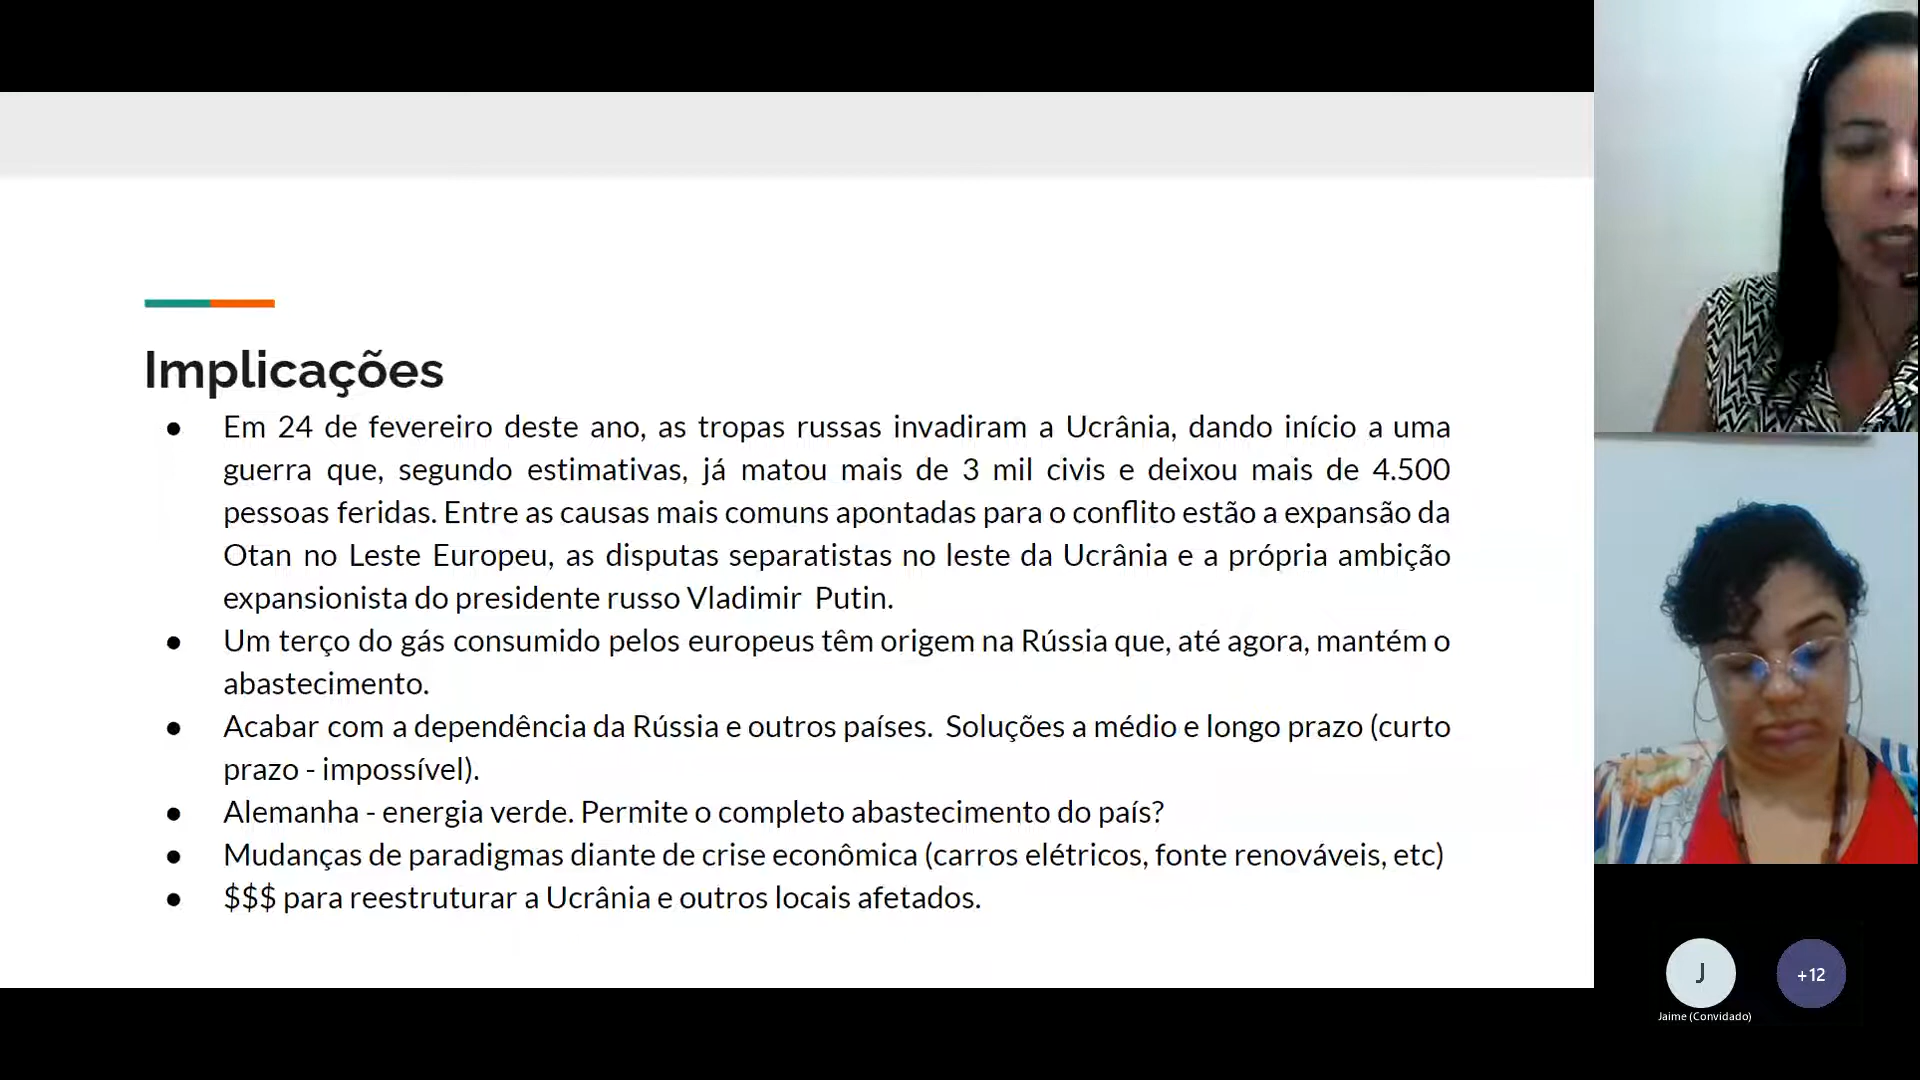 Implicações
● Em 24 de fevereiro deste ano, as tropas russas invadiram a Ucrânia, dando início a uma
guerra que, segundo estimativas, já matou mais de 3 mil civis e deixou mais de 4.500
pessoas feridas. Entre as causas mais comuns apontadas para o conflito estão a expansão da
Otan no Leste Europeu, as disputas separatistas no leste da Ucrânia e a própria ambição
expansionista do presidente russo Vladimir Putin.
● Um terço do gás consumido pelos europeus têm origem na Rússia que, até agora, mantém o
abastecimento.
● Acabar com a dependência da Rússia e outros países. Soluções a médio e longo prazo (curto
prazo - impossível).
● Alemanha - energia verde. Permite o completo abastecimento do país?
● Mudanças de paradigmas diante de crise econômica (carros elétricos, fonte renováveis, etc)
● $$$ para reestruturar a Ucrânia e outros locais afetados.
J
+12
Jaime (Convidado)